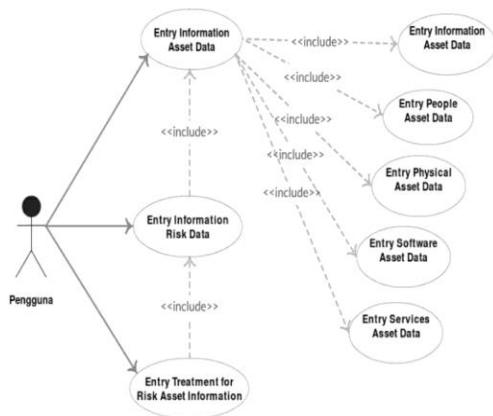 Entry Information
Asset Data
<<include>>
Entry Information
Asset Data
<<include>>
Entry People
Asset Data
<<include>>
<<include>>
<<include>>
Entry Physical
Asset Data
<<include>>
Entry Information
Risk Data
Entry Software
Asset Data
Pengguna
<<include>>
Entry Services
Asset Data
Entry Treatment for
Risk Asset Information